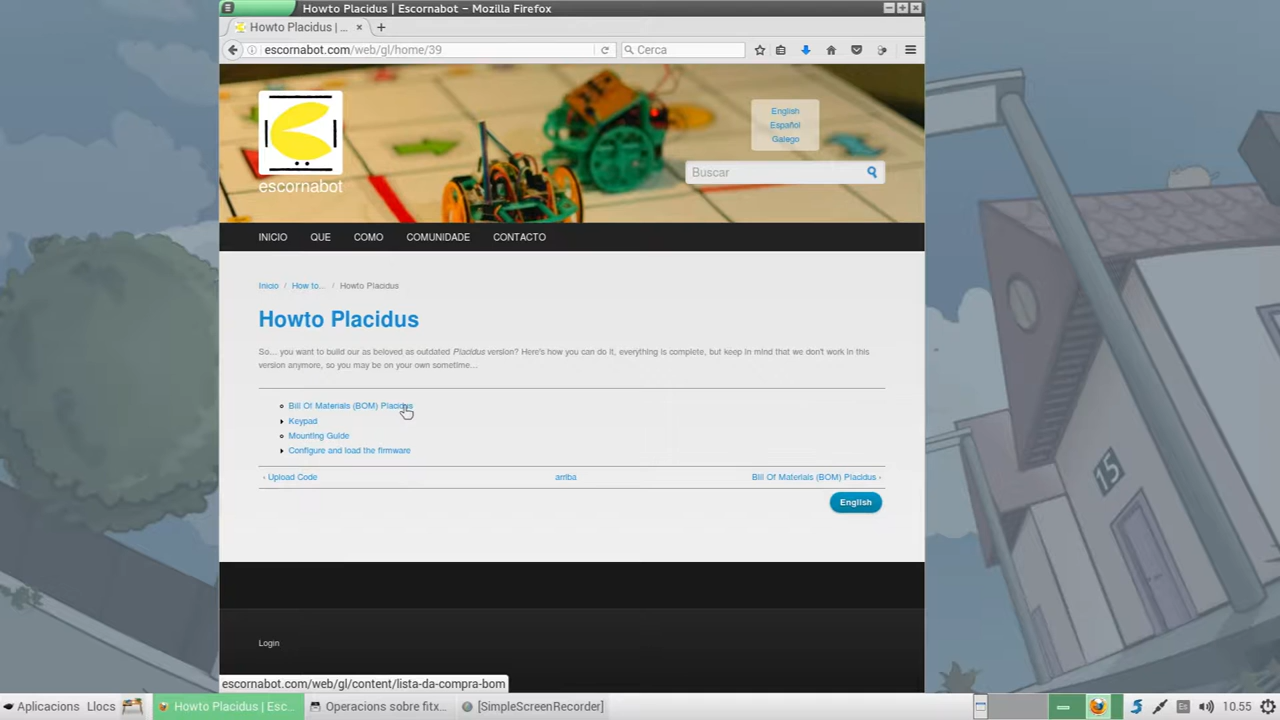 Howto Placidus | Escornabot - Mozilla Firefox
Howto Placidus | ...
escornabot.com/web/gl/home/39
Cerca
English
Español
Galego
escornabot
Buscar
INICIO QUE COMO COMUNIDADE CONTACTO
Inicio / How to... / Howto Placidus
Howto Placidus
So... you want to build our as beloved as outdated Placidus version? Here's how you can do it, everything is complete, but keep in mind that we don't work in this
version anymore, so you may be on your own sometime...
Bill Of Materials (BOM) Placidus
Keypad
Mounting Guide
Configure and load the firmware
‹ Upload Code arriba Bill Of Materials (BOM) Placidus ›
English
15
Login
escornabot.com/web/gl/content/lista-da-compra-bom
Aplicacions Llocs Howto Placidus | Esc... Operacions sobre fitx... [SimpleScreenRecorder] Es 10.55